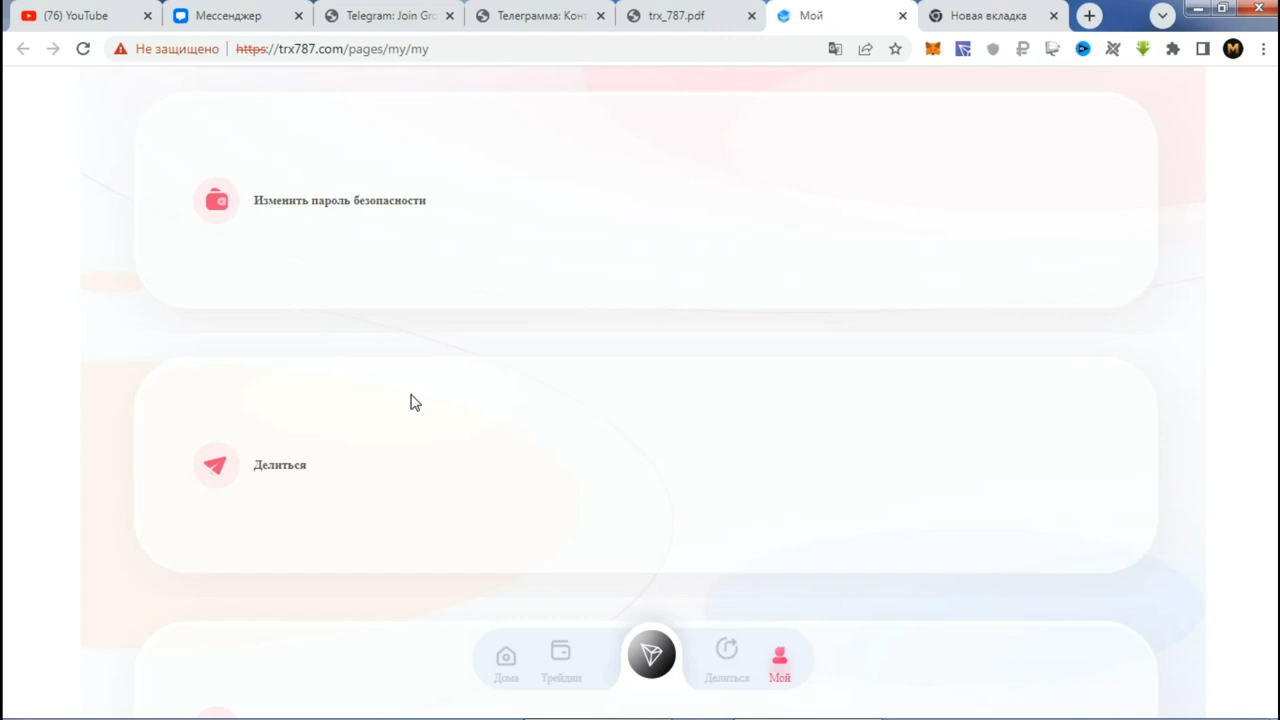 (76) YouTube
Мессенджер
Telegram: Join Gro
Телеграмма: Конт
trx_787.pdf
Мой
Новая вкладка
Не защищено
https://trx787.com/pages/my/my
Изменить пароль безопасности
Делиться
Дома
Трейдин
Делиться
Мой